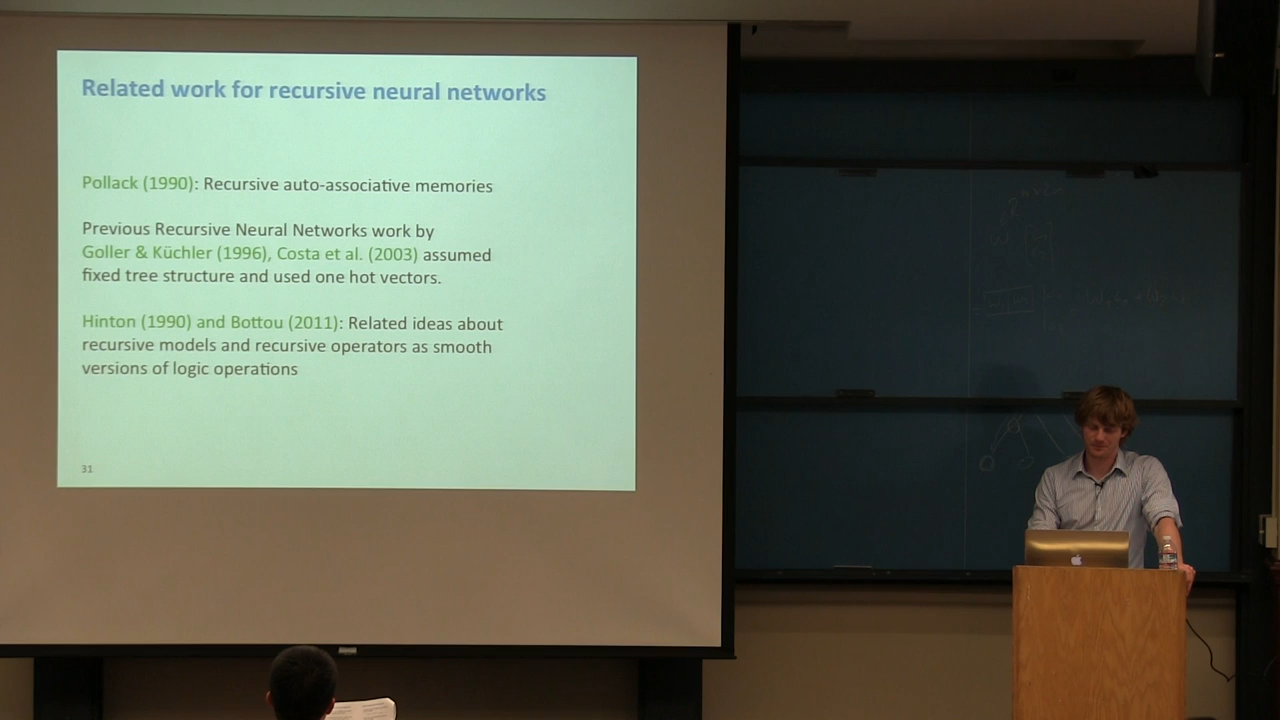 Related work for recursive neural networks
Pollack (1990): Recursive auto-associative memories
Previous Recursive Neural Networks work by
Goller & Küchler (1996), Costa et al. (2003) assumed
fixed tree structure and used one hot vectors.
Hinton (1990) and Bottou (2011): Related ideas about
recursive models and recursive operators as smooth
versions of logic operations
31